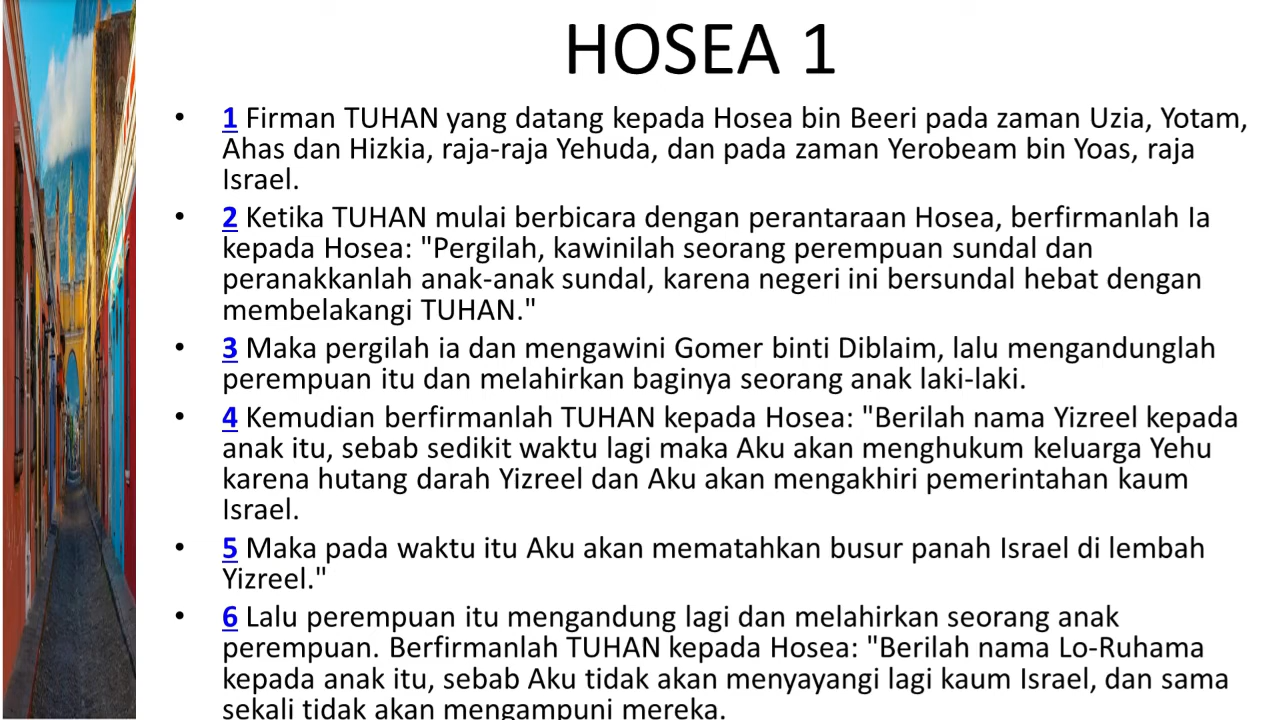 HOSEA 1
• 1 Firman TUHAN yang datang kepada Hosea bin Beeri pada zaman Uzia, Yotam,
Ahas dan Hizkia, raja-raja Yehuda, dan pada zaman Yerobeam bin Yoas, raja
Israel.
• 2 Ketika TUHAN mulai berbicara dengan perantaraan Hosea, berfirmanlah Ia
kepada Hosea: "Pergilah, kawinilah seorang perempuan sundal dan
peranakkanlah anak-anak sundal, karena negeri ini bersundal hebat dengan
membelakangi TUHAN."
• 3 Maka pergilah ia dan mengawini Gomer binti Diblaim, lalu mengandunglah
perempuan itu dan melahirkan baginya seorang anak laki-laki.
• 4 Kemudian berfirmanlah TUHAN kepada Hosea: "Berilah nama Yizreel kepada
anak itu, sebab sedikit waktu lagi maka Aku akan menghukum keluarga Yehu
karena hutang darah Yizreel dan Aku akan mengakhiri pemerintahan kaum
Israel.
• 5 Maka pada waktu itu Aku akan mematahkan busur panah Israel di lembah
Yizreel."
• 6 Lalu perempuan itu mengandung lagi dan melahirkan seorang anak
perempuan. Berfirmanlah TUHAN kepada Hosea: "Berilah nama Lo-Ruhama
kepada anak itu, sebab Aku tidak akan menyayangi lagi kaum Israel, dan sama
sekali tidak akan mengampuni mereka.